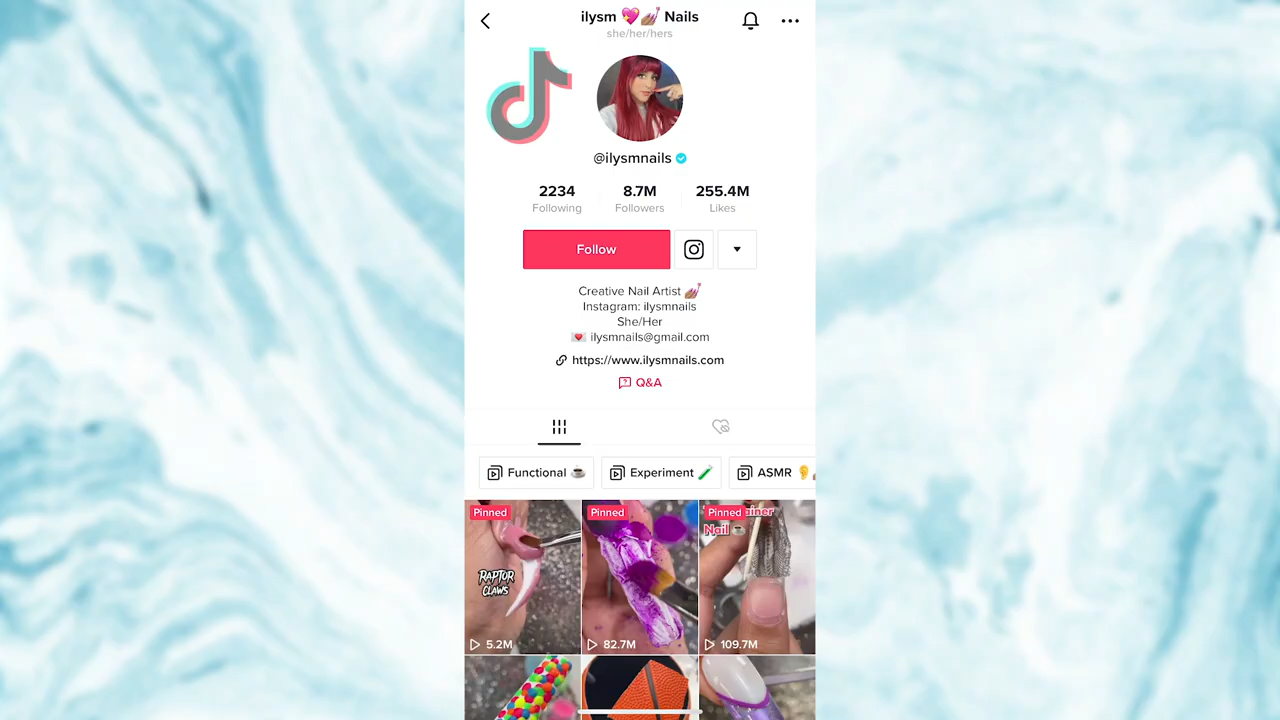 ilysm 💖💅🏽 Nails
she/her/hers
@ilysmnails
2234 8.7M 255.4M
Following Followers Likes
Follow
Creative Nail Artist 💅🏽
Instagram: ilysmnails
She/Her
💌 ilysmnails@gmail.com
https://www.ilysmnails.com
Q&A
Functional ☕ Experiment 🧪 ASMR 👂
Pinned Pinned Pinned ainer
Nail ☕
RAPTOR
CLAWS
5.2M 82.7M 109.7M